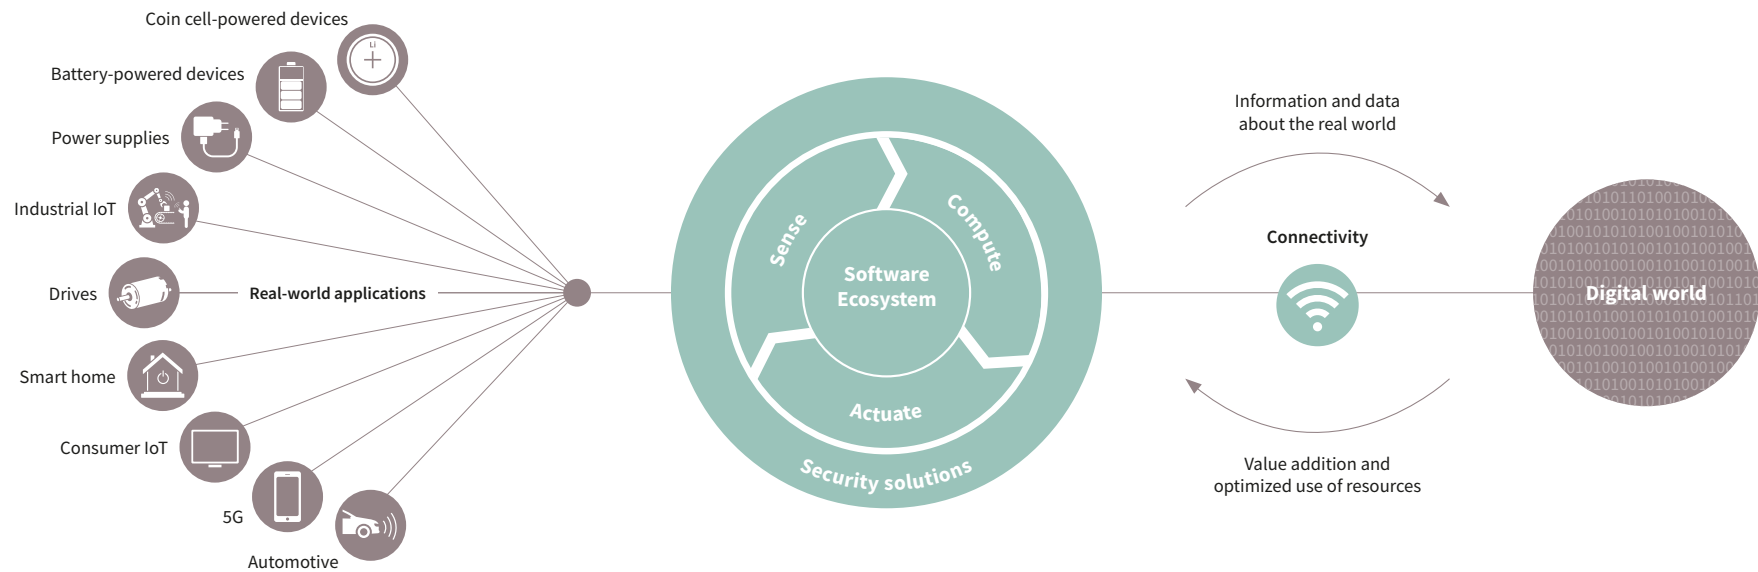 Coin cell-powered devices
Li
Battery-powered devices
Power supplies
Industrial IoT
Drives
Real-world applications
Smart home
Consumer IoT
5G
Automotive
Sense
Compute
Actuate
Software
Ecosystem
Security solutions
Information and data
about the real world
Connectivity
Value addition and
optimized use of resources
Digital world